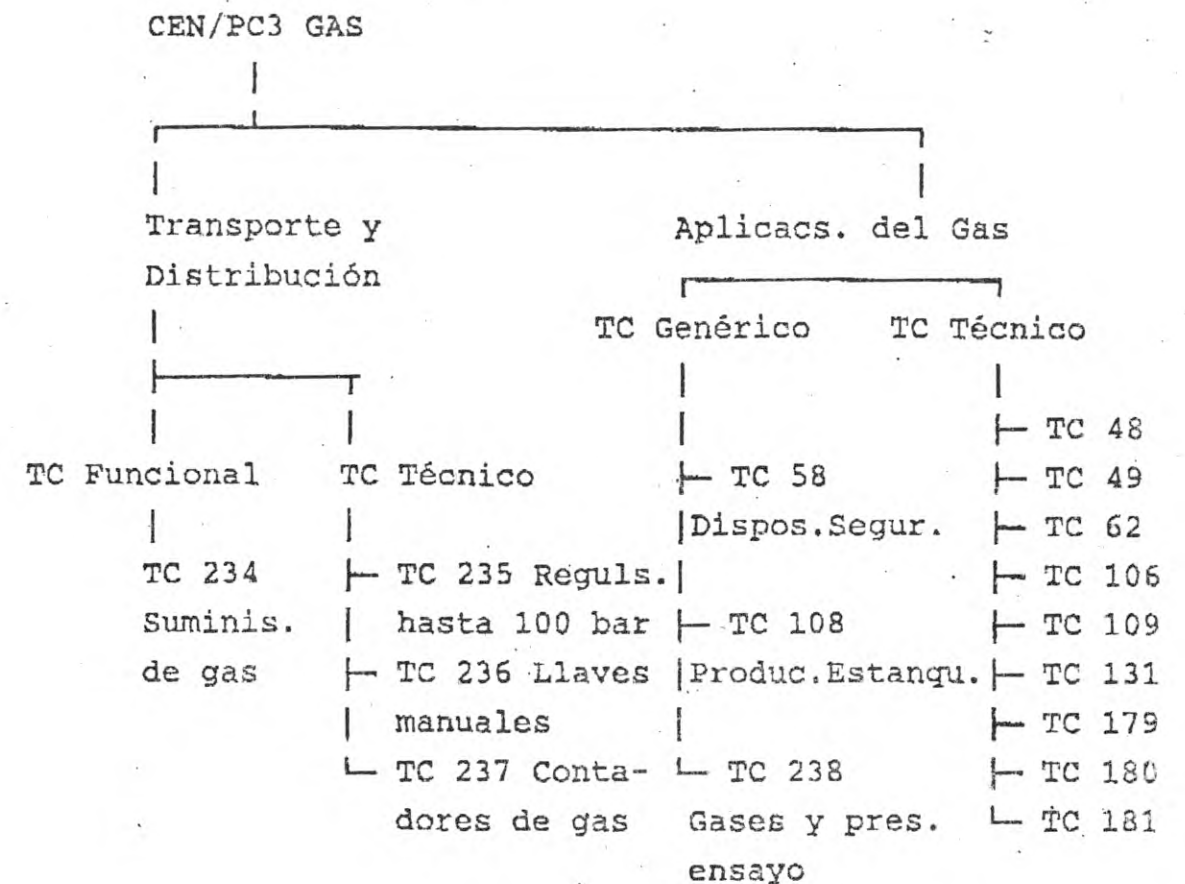 CEN/PC3 GAS
Transporte y
Distribución
Aplicacs. del Gas
TC Genérico TC Técnico
TC Funcional TC Técnico
TC 234
Suminis.
de gas
TC 235 Reguls.
hasta 100 bar
TC 236 Llaves
manuales
TC 237 Conta-
dores de gas
TC 58
Dispos.Segur.
TC 108
Produc.Estanqu.
TC 238
Gases y pres.
ensayo
TC 48
TC 49
TC 62
TC 106
TC 109
TC 131
TC 179
TC 180
TC 181